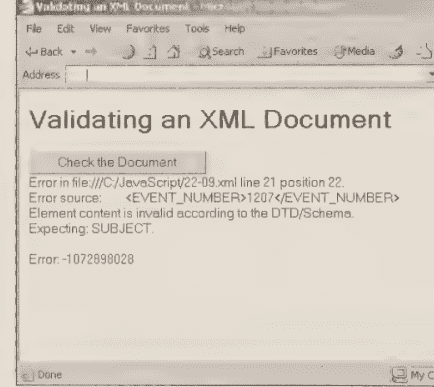 Validating an XML Document
File Edit View Favorites Tools Help
Back Search Favorites Media
Address
Validating an XML Document
Check the Document
Error in file:///C:/JavaScript/22-09.xml line 21 position 22.
Error source: <EVENT_NUMBER>1207</EVENT_NUMBER>
Element content is invalid according to the DTD/Schema.
Expecting: SUBJECT.
Error: -1072898028
Done My C